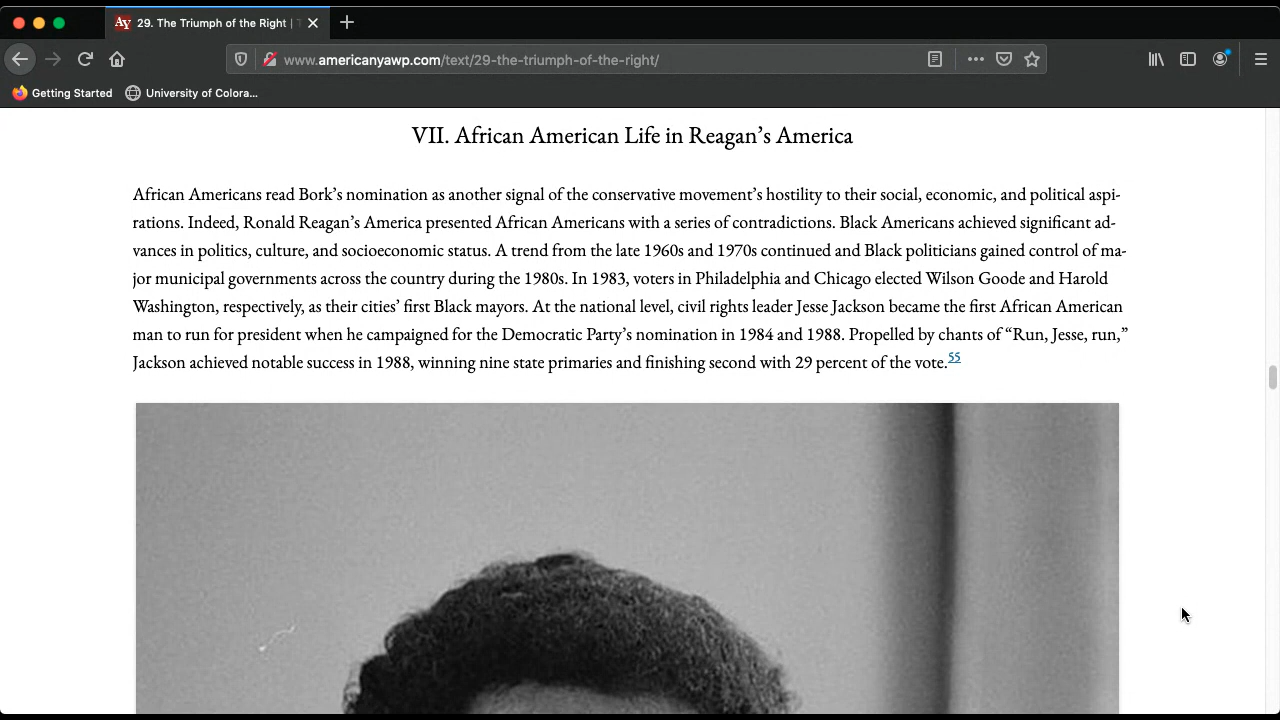 AY 29. The Triumph of the Right | T
www.americanyawp.com/text/29-the-triumph-of-the-right/
Getting Started University of Colora...
VII. African American Life in Reagan’s America
African Americans read Bork’s nomination as another signal of the conservative movement’s hostility to their social, economic, and political aspi-
rations. Indeed, Ronald Reagan’s America presented African Americans with a series of contradictions. Black Americans achieved significant ad-
vances in politics, culture, and socioeconomic status. A trend from the late 1960s and 1970s continued and Black politicians gained control of ma-
jor municipal governments across the country during the 1980s. In 1983, voters in Philadelphia and Chicago elected Wilson Goode and Harold
Washington, respectively, as their cities’ first Black mayors. At the national level, civil rights leader Jesse Jackson became the first African American
man to run for president when he campaigned for the Democratic Party’s nomination in 1984 and 1988. Propelled by chants of “Run, Jesse, run,”
Jackson achieved notable success in 1988, winning nine state primaries and finishing second with 29 percent of the vote.55